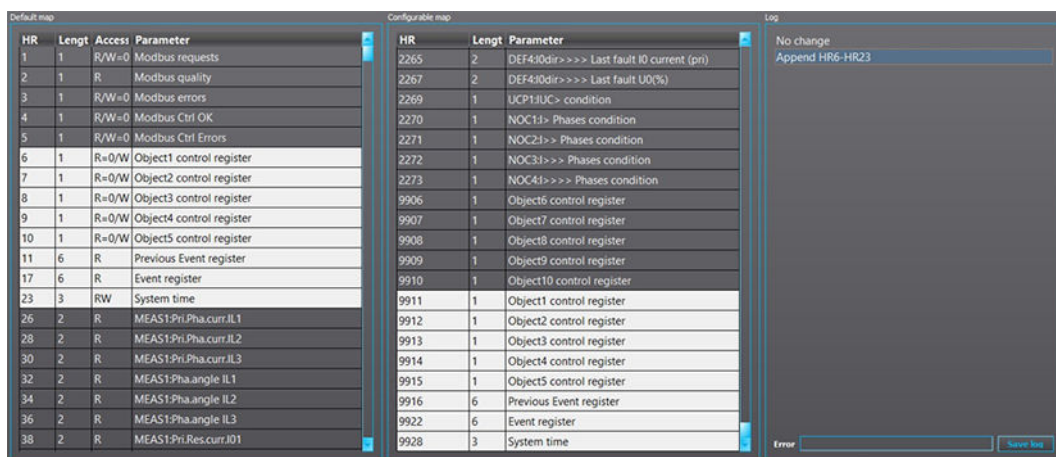 Default map
HR Lengt Access Parameter
1 1 R/W=0 Modbus requests
2 1 R Modbus quality
3 1 R/W=0 Modbus errors
4 1 R/W=0 Modbus Ctrl OK
5 1 R/W=0 Modbus Ctrl Errors
6 1 R=0/W Object1 control register
7 1 R=0/W Object2 control register
8 1 R=0/W Object3 control register
9 1 R=0/W Object4 control register
10 1 R=0/W Object5 control register
11 6 R Previous Event register
17 6 R Event register
23 3 RW System time
26 2 R MEAS1:Pri.Pha.curr.IL1
28 2 R MEAS1:Pri.Pha.curr.IL2
30 2 R MEAS1:Pri.Pha.curr.IL3
32 2 R MEAS1:Pha.angle IL1
34 2 R MEAS1:Pha.angle IL2
36 2 R MEAS1:Pha.angle IL3
38 2 R MEAS1:Pri.Res.curr.I01
Configurable map
HR Lengt Parameter
2265 2 DEF4:I0dir>>>> Last fault I0 current (pri)
2267 2 DEF4:I0dir>>>> Last fault U0(%)
2269 1 UCP1:IUC> condition
2270 1 NOC1:I> Phases condition
2271 1 NOC2:I>> Phases condition
2272 1 NOC3:I>>> Phases condition
2273 1 NOC4:I>>>> Phases condition
9906 1 Object6 control register
9907 1 Object7 control register
9908 1 Object8 control register
9909 1 Object9 control register
9910 1 Object10 control register
9911 1 Object1 control register
9912 1 Object2 control register
9913 1 Object3 control register
9914 1 Object4 control register
9915 1 Object5 control register
9916 6 Previous Event register
9922 6 Event register
9928 3 System time
Log
No change
Append HR6-HR23
Error Save log